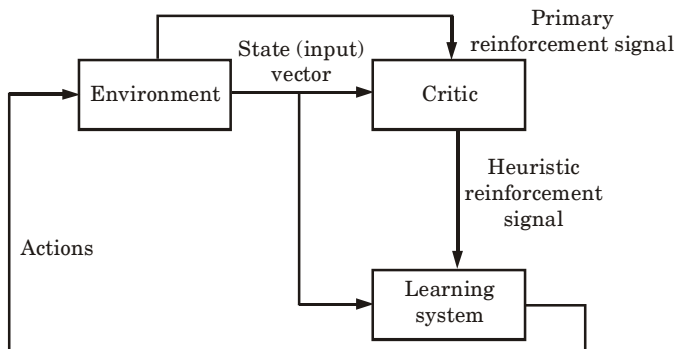 Primary
reinforcement signal
State (input)
vector
Environment
Critic
Heuristic
reinforcement
signal
Actions
Learning
system